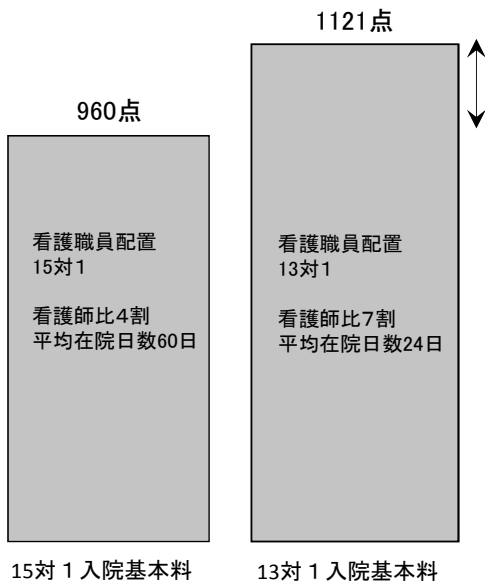 960点
看護職員配置
15対1
看護師比4割
平均在院日数60日
15対１入院基本料
1121点
看護職員配置
13対1
看護師比7割
平均在院日数24日
13対１入院基本料